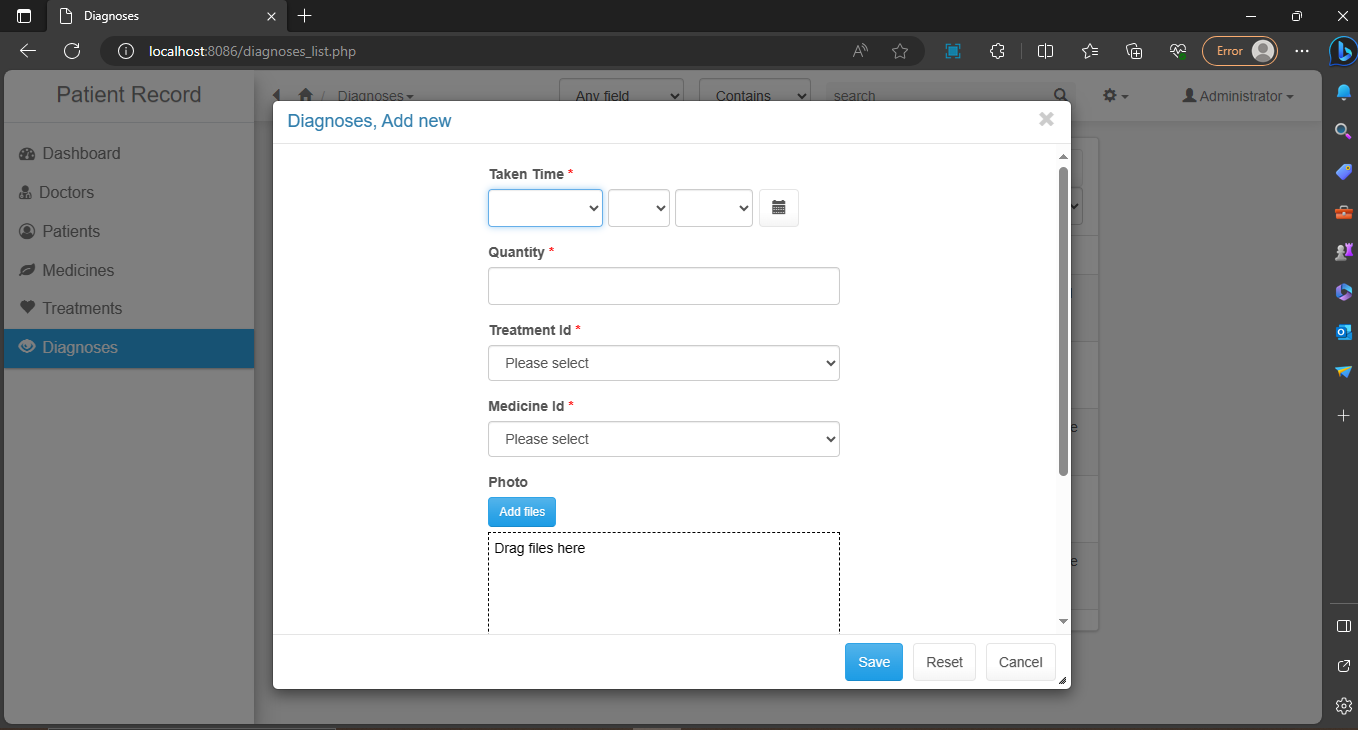 Diagnoses
localhost:8086/diagnoses_list.php
Error
Patient Record
/ Diagnoses
Any field
Contains
search
Administrator
Dashboard
Doctors
Patients
Medicines
Treatments
Diagnoses
Diagnoses, Add new
Taken Time *
Quantity *
Treatment Id *
Please select
Medicine Id *
Please select
Photo
Add files
Drag files here
Save
Reset
Cancel